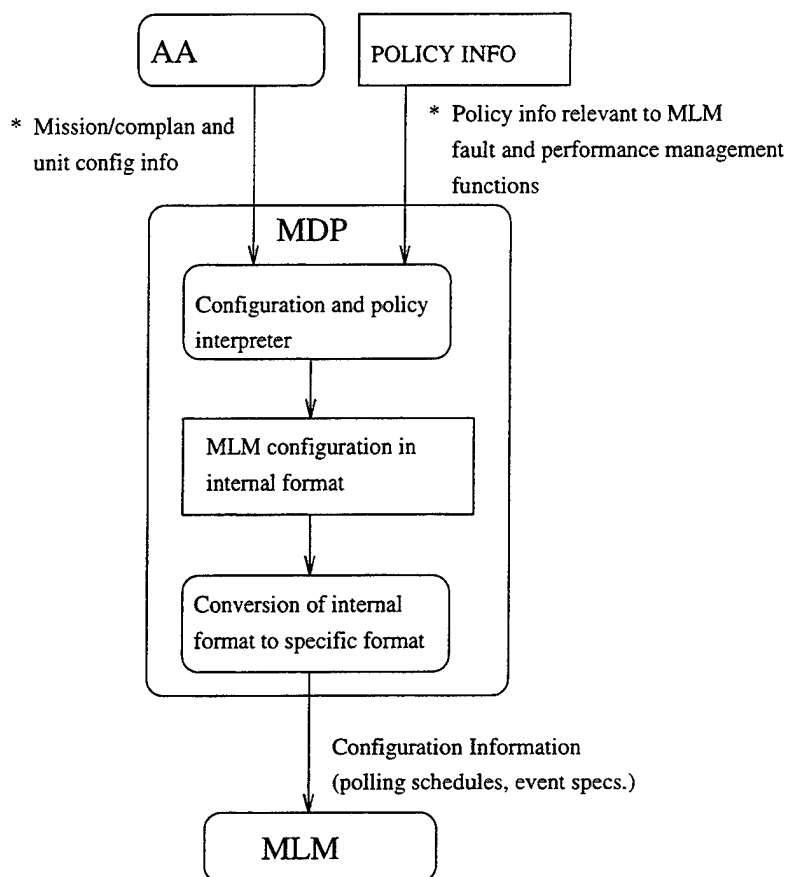 AA
POLICY INFO
* Mission/complan and
unit config info
* Policy info relevant to MLM
fault and performance management
functions
MDP
Configuration and policy
interpreter
MLM configuration in
internal format
Conversion of internal
format to specific format
Configuration Information
(polling schedules, event specs.)
MLM